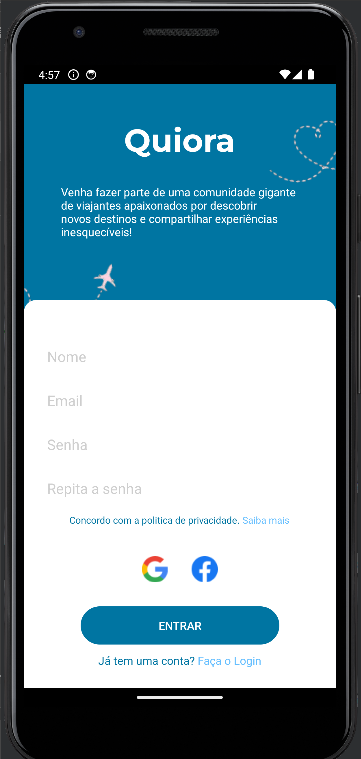 4:57
Quiora
Venha fazer parte de uma comunidade gigante
de viajantes apaixonados por descobrir
novos destinos e compartilhar experiências
inesquecíveis!
Nome
Email
Senha
Repita a senha
Concordo com a politica de privacidade. Saiba mais
ENTRAR
Já tem uma conta? Faça o Login